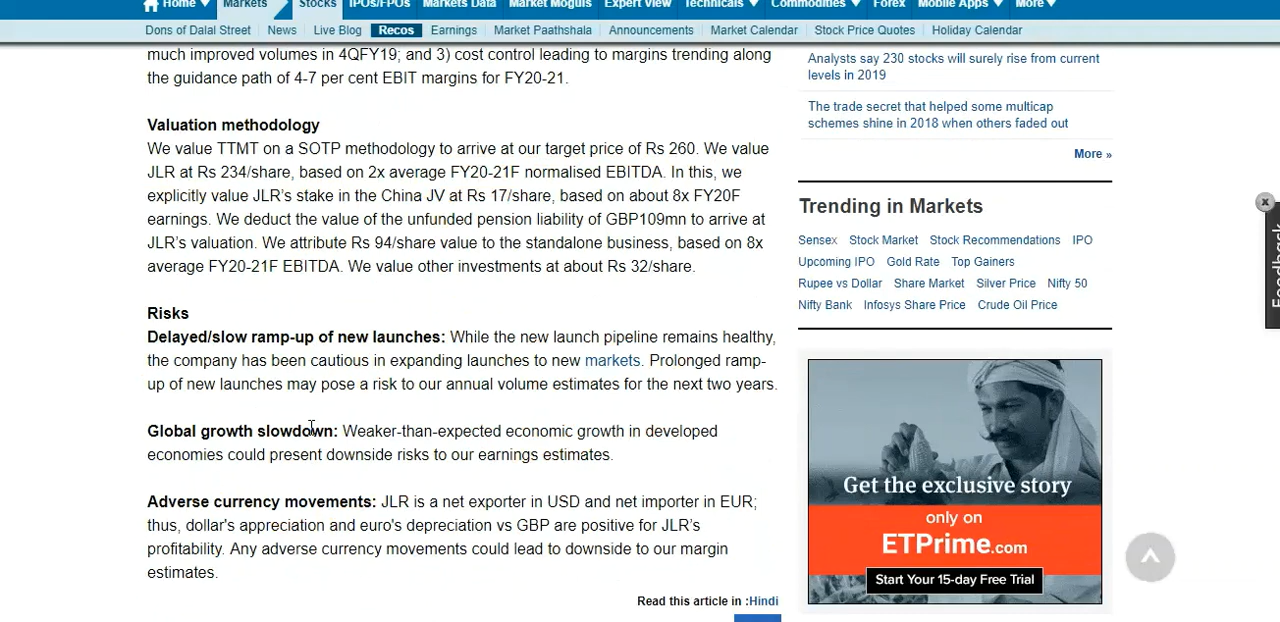 Home ▼ Markets Stocks IPOs/FPOs Markets Data Market Moguls Expert View Technicals ▼ Commodities ▼ Forex Mobile Apps ▼ More ▼
Dons of Dalal Street News Live Blog Recos Earnings Market Paathshala Announcements Market Calendar Stock Price Quotes Holiday Calendar
much improved volumes in 4QFY19; and 3) cost control leading to margins trending along
the guidance path of 4-7 per cent EBIT margins for FY20-21.
Valuation methodology
We value TTMT on a SOTP methodology to arrive at our target price of Rs 260. We value
JLR at Rs 234/share, based on 2x average FY20-21F normalised EBITDA. In this, we
explicitly value JLR's stake in the China JV at Rs 17/share, based on about 8x FY20F
earnings. We deduct the value of the unfunded pension liability of GBP109mn to arrive at
JLR's valuation. We attribute Rs 94/share value to the standalone business, based on 8x
average FY20-21F EBITDA. We value other investments at about Rs 32/share.
Risks
Delayed/slow ramp-up of new launches: While the new launch pipeline remains healthy,
the company has been cautious in expanding launches to new markets. Prolonged ramp-
up of new launches may pose a risk to our annual volume estimates for the next two years.
Global growth slowdown: Weaker-than-expected economic growth in developed
economies could present downside risks to our earnings estimates.
Adverse currency movements: JLR is a net exporter in USD and net importer in EUR;
thus, dollar's appreciation and euro's depreciation vs GBP are positive for JLR's
profitability. Any adverse currency movements could lead to downside to our margin
estimates.
Read this article in :Hindi
Analysts say 230 stocks will surely rise from current
levels in 2019
The trade secret that helped some multicap
schemes shine in 2018 when others faded out
More »
Trending in Markets
Sensex Stock Market Stock Recommendations IPO
Upcoming IPO Gold Rate Top Gainers
Rupee vs Dollar Share Market Silver Price Nifty 50
Nifty Bank Infosys Share Price Crude Oil Price
Get the exclusive story
only on
ETPrime.com
Start Your 15-day Free Trial
x
Feedback